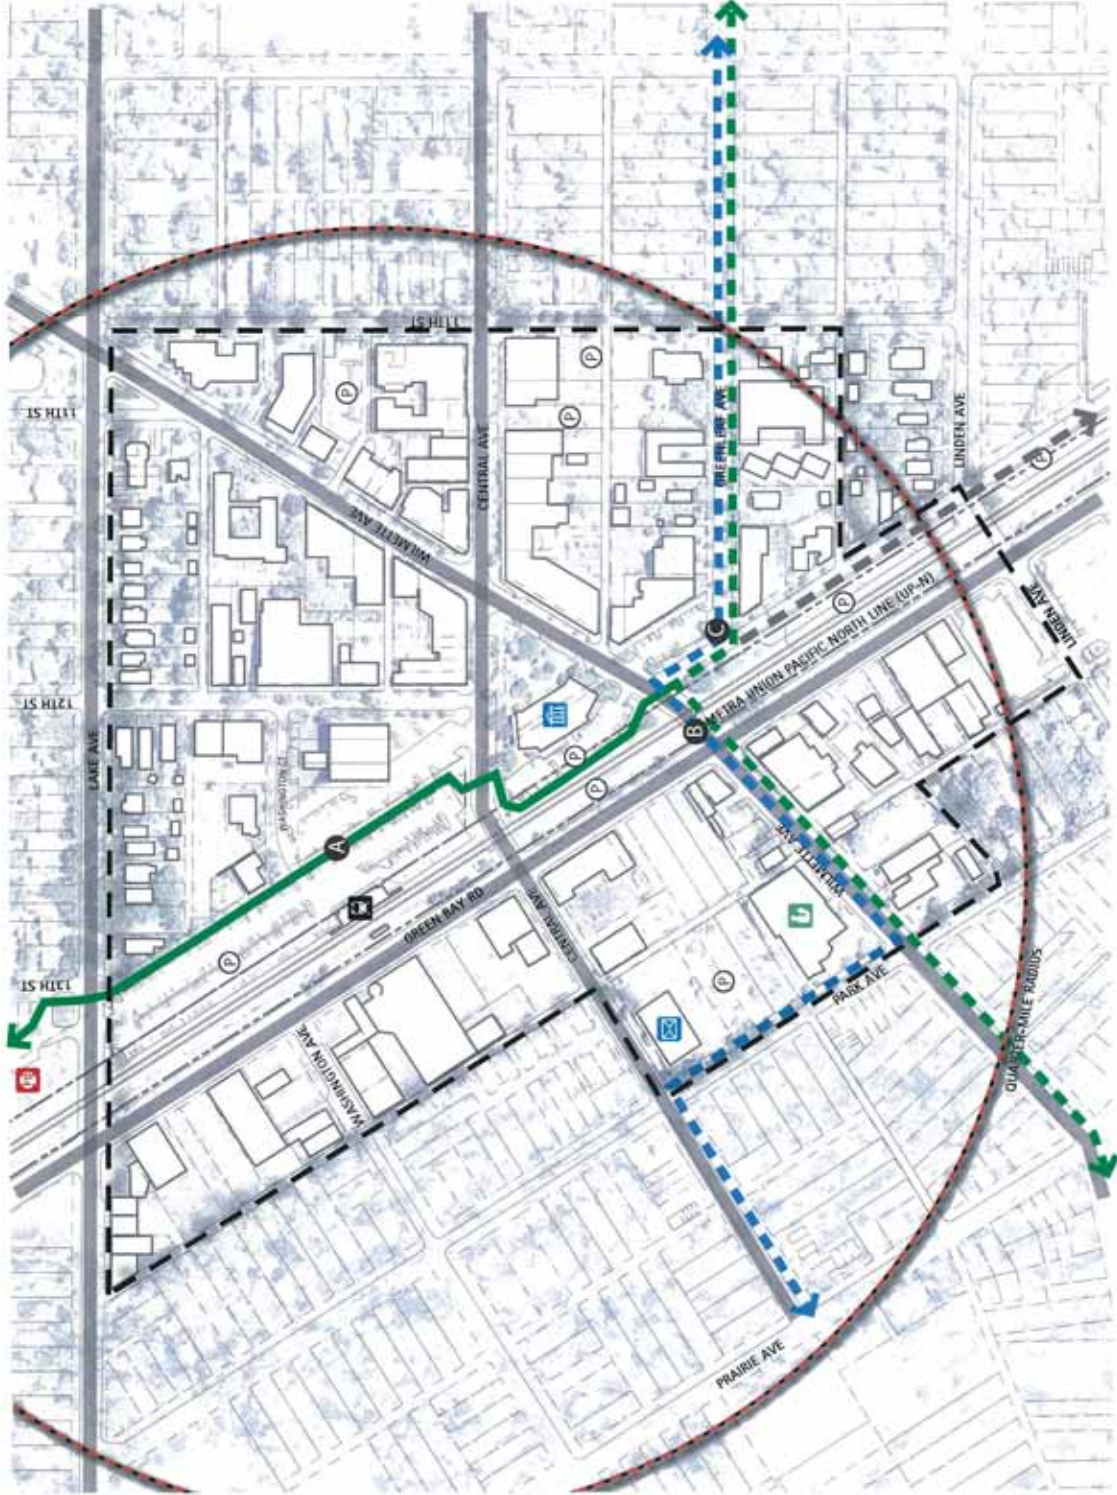 11TH ST
11TH ST
P
P
P
LAKE AVE
CENTRAL AVE
WILMETTE AVE
GREENLEAF AVE
LINDEN AVE
P
12TH ST
WASHINGTON CT
C
P
B
METRA UNION PACIFIC NORTH LINE (UP-N)
LINDEN AVE
A
P
P
13TH ST
P
GREEN BAY RD
CENTRAL AVE
WILMETTE AVE
P
PARK AVE
WASHINGTON AVE
QUARTER-MILE RADIUS
PRAIRIE AVE